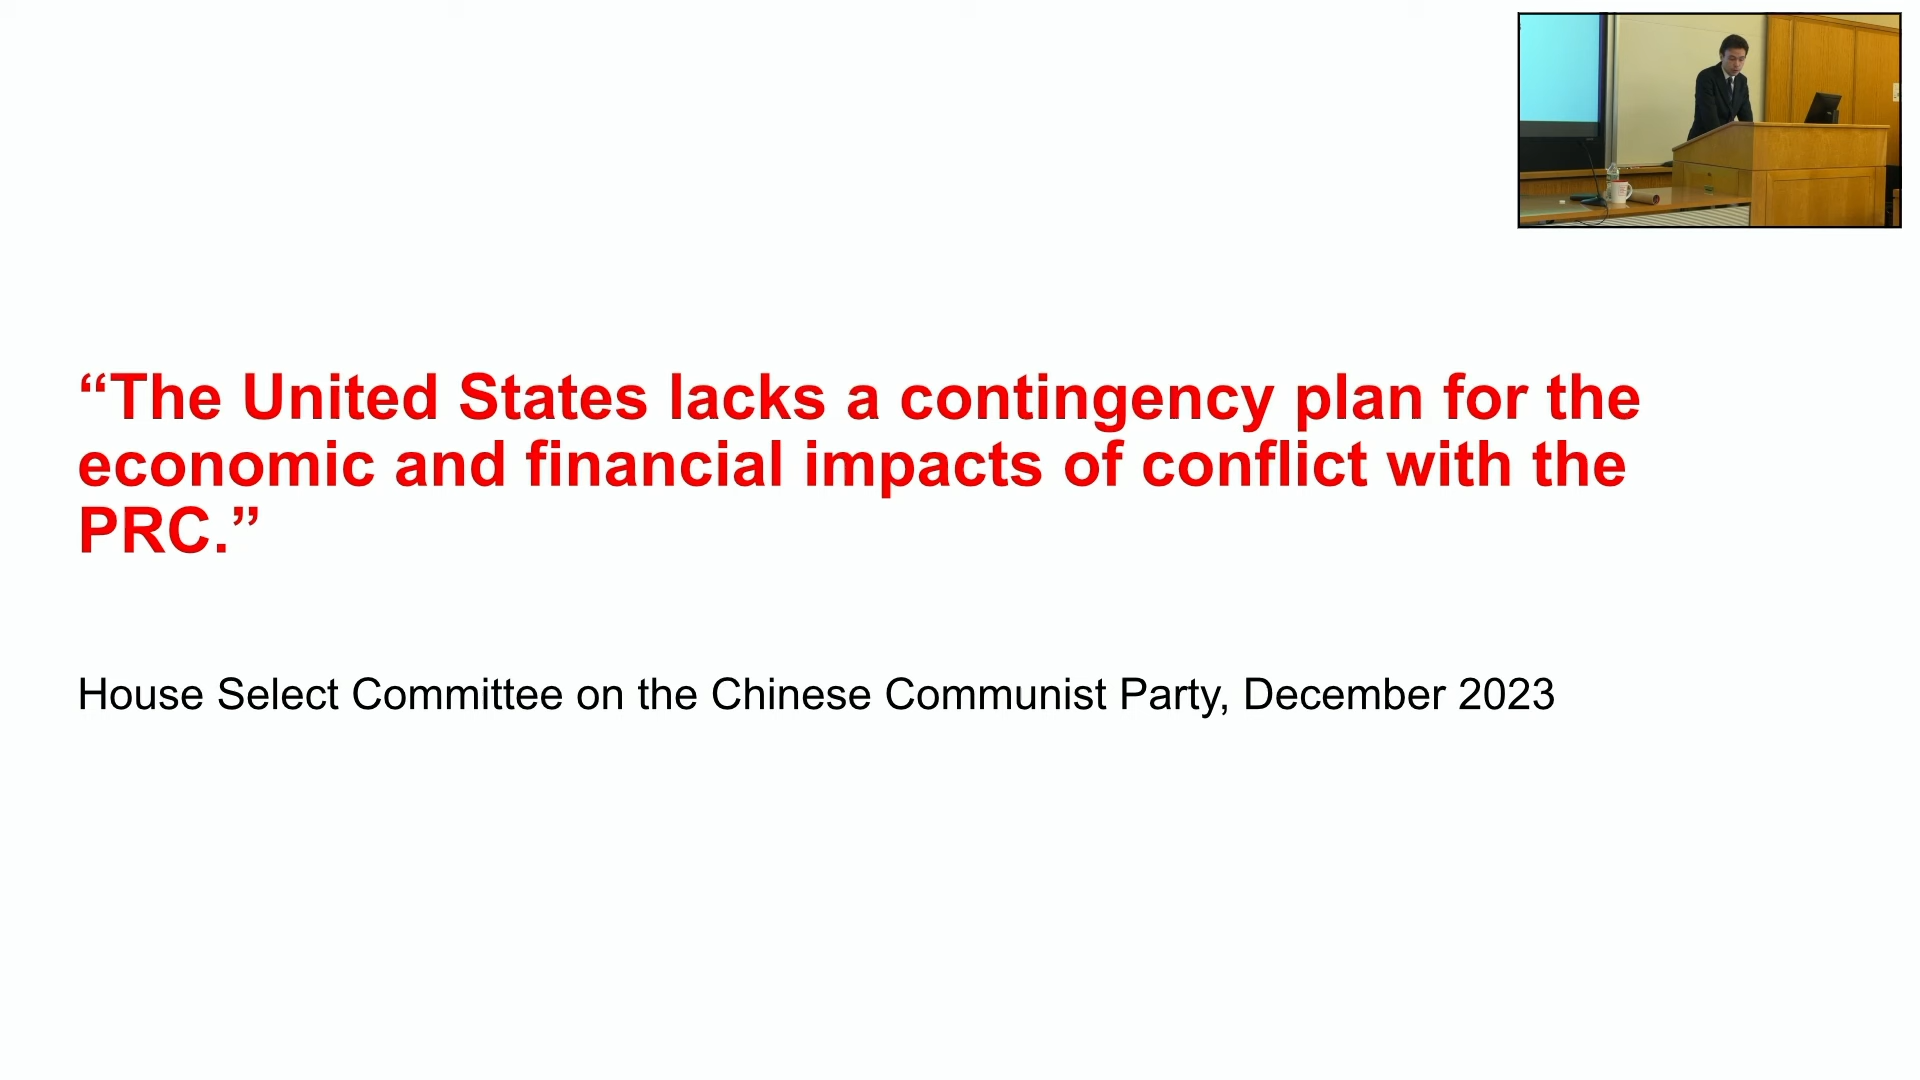 “The United States lacks a contingency plan for the
economic and financial impacts of conflict with the
PRC.”
House Select Committee on the Chinese Communist Party, December 2023